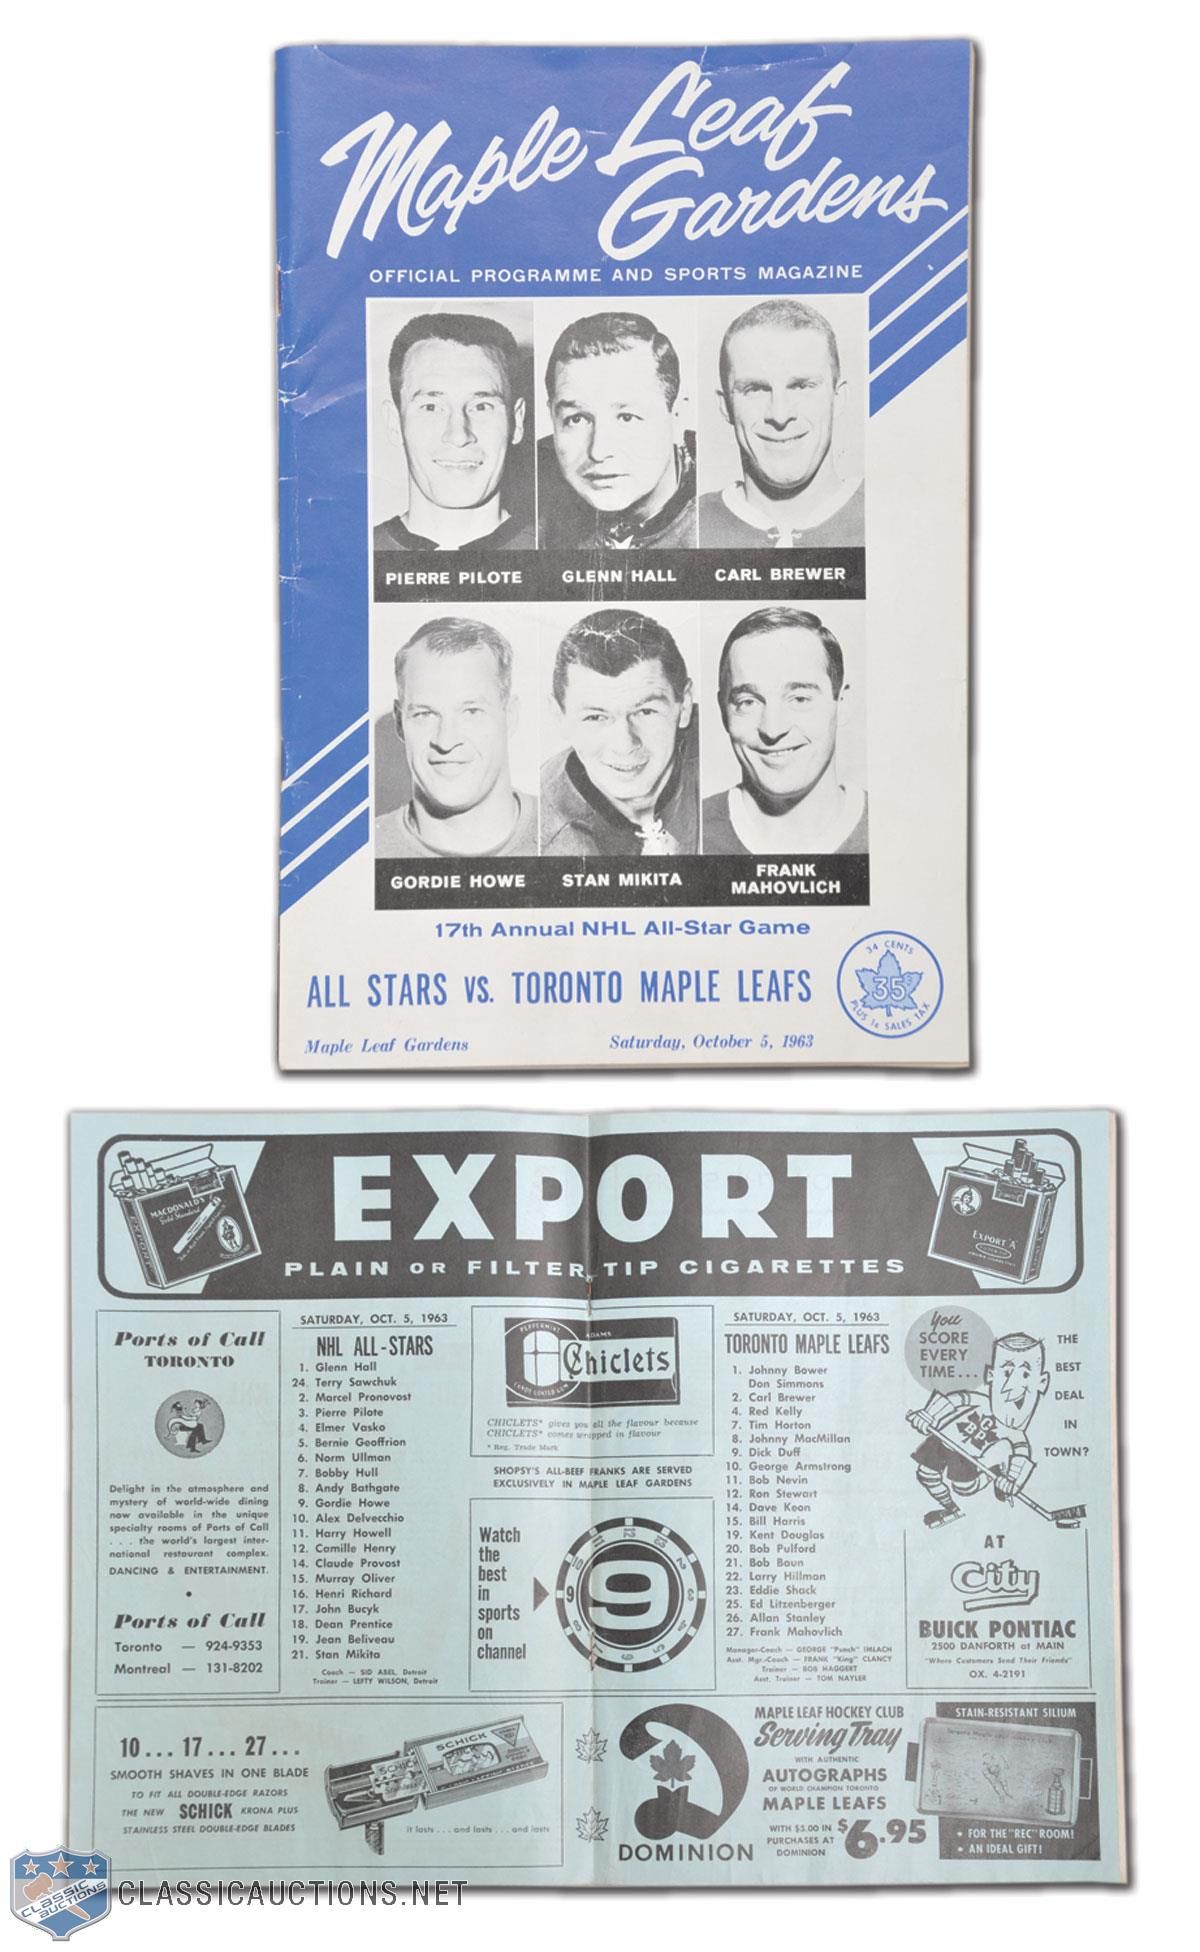 Maple Leaf
Gardens
OFFICIAL PROGRAMME AND SPORTS MAGAZINE
PIERRE PILOTE GLENN HALL CARL BREWER
GORDIE HOWE STAN MIKITA FRANK MAHOVLICH
17th Annual NHL All-Star Game
ALL STARS VS. TORONTO MAPLE LEAFS
34 CENTS
35¢
PLUS 1¢ SALES TAX
Maple Leaf Gardens Saturday, October 5, 1963
EXPORT
PLAIN OR FILTER TIP CIGARETTES
MACDONALD'S
Gold Standard
EXPORT
EXPORT "A"
Ports of Call
TORONTO
Delight in the atmosphere and
mystery of world-wide dining
now available in the unique
specialty rooms of Ports of Call
. . . the world's largest inter-
national restaurant complex.
DANCING & ENTERTAINMENT.
Ports of Call
Toronto — 924-9353
Montreal — 131-8202
SATURDAY, OCT. 5, 1963
NHL ALL-STARS
1. Glenn Hall
24. Terry Sawchuk
2. Marcel Pronovost
3. Pierre Pilote
4. Elmer Vasko
5. Bernie Geoffrion
6. Norm Ullman
7. Bobby Hull
8. Andy Bathgate
9. Gordie Howe
10. Alex Delvecchio
11. Harry Howell
12. Camille Henry
14. Claude Provost
15. Murray Oliver
16. Henri Richard
17. John Bucyk
18. Dean Prentice
19. Jean Beliveau
21. Stan Mikita
Coach — SID ABEL, Detroit
Trainer — LEFTY WILSON, Detroit
PEPPERMINT
ADAMS
Chiclets
CANDY COATED GUM
CHICLETS* gives you all the flavour because
CHICLETS* comes wrapped in flavour
* Reg. Trade Mark
SHOPSY'S ALL-BEEF FRANKS ARE SERVED
EXCLUSIVELY IN MAPLE LEAF GARDENS
Watch
the
best
in
sports
on
channel
9
9
SATURDAY, OCT. 5, 1963
TORONTO MAPLE LEAFS
1. Johnny Bower
Don Simmons
2. Carl Brewer
4. Red Kelly
7. Tim Horton
8. Johnny MacMillan
9. Dick Duff
10. George Armstrong
11. Bob Nevin
12. Ron Stewart
14. Dave Keon
15. Bill Harris
19. Kent Douglas
20. Bob Pulford
21. Bob Baun
22. Larry Hillman
23. Eddie Shack
25. Ed Litzenberger
26. Allan Stanley
27. Frank Mahovlich
Manager-Coach — GEORGE "Punch" IMLACH
Asst. Mgr.-Coach — FRANK "King" CLANCY
Trainer — BOB HAGGERT
Asst. Trainer — TOM NAYLER
You
SCORE
EVERY
TIME...
THE
BEST
DEAL
IN
TOWN?
AT
City
BUICK PONTIAC
2500 DANFORTH at MAIN
"Where Customers Send Their Friends"
OX. 4-2191
10 . . . 17 . . . 27 . . .
SMOOTH SHAVES IN ONE BLADE
TO FIT ALL DOUBLE-EDGE RAZORS
THE NEW SCHICK KRONA PLUS
STAINLESS STEEL DOUBLE-EDGE BLADES
SCHICK
SCHICK
it lasts . . . and lasts . . . and lasts
DOMINION
MAPLE LEAF HOCKEY CLUB
Serving Tray
WITH AUTHENTIC
AUTOGRAPHS
OF WORLD CHAMPION TORONTO
MAPLE LEAFS
WITH $5.00 IN
PURCHASES AT
DOMINION
$6.95
STAIN-RESISTANT SILIUM
• FOR THE "REC" ROOM!
• AN IDEAL GIFT!
CLASSIC
AUCTIONS
CLASSICAUCTIONS.NET